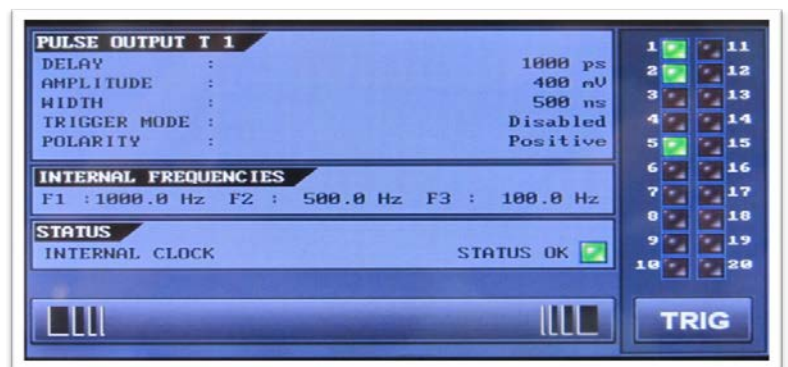 PULSE OUTPUT T 1
DELAY : 1000 ps
AMPLITUDE : 400 mV
WIDTH : 500 ns
TRIGGER MODE : Disabled
POLARITY : Positive
INTERNAL FREQUENCIES
F1 :1000.0 Hz F2 : 500.0 Hz F3 : 100.0 Hz
STATUS
INTERNAL CLOCK STATUS OK
1 11
2 12
3 13
4 14
5 15
6 16
7 17
8 18
9 19
10 20
TRIG